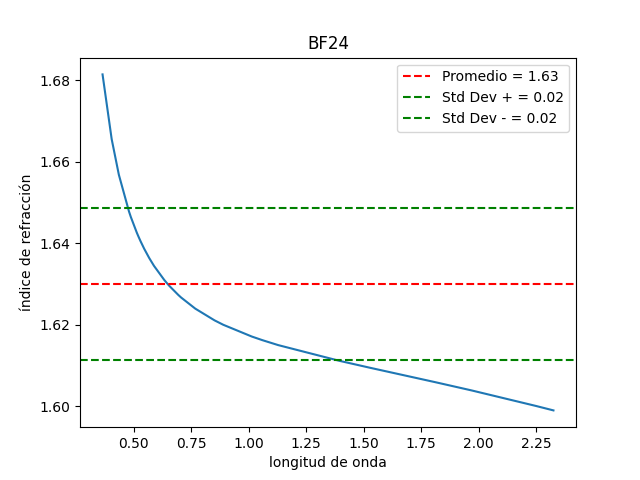 BF24
Promedio = 1.63
Std Dev + = 0.02
Std Dev - = 0.02
índice de refracción
1.68
1.66
1.64
1.62
1.60
0.50 0.75 1.00 1.25 1.50 1.75 2.00 2.25
longitud de onda